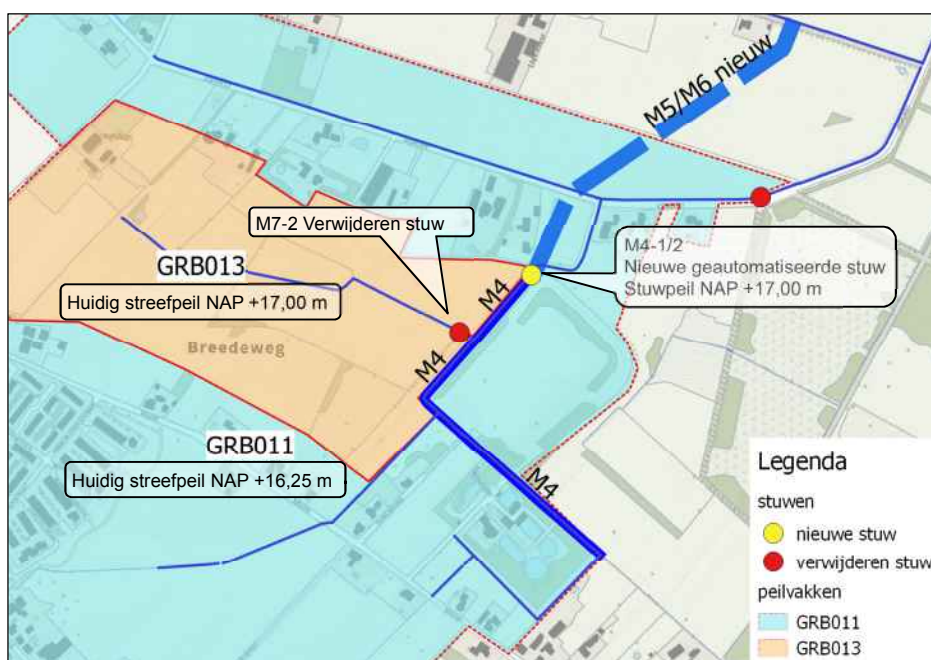 M5/M6 nieuw
M7-2 Verwijderen stuw
M4-1/2
Nieuwe geautomatiseerde stuw
Stuwpeil NAP +17,00 m
GRB013
Huidig streefpeil NAP +17,00 m
M4
Breedeweg
M4
GRB011
Huidig streefpeil NAP +16,25 m
M4
Legenda
stuwen
nieuwe stuw
verwijderen stuw
peilvakken
GRB011
GRB013